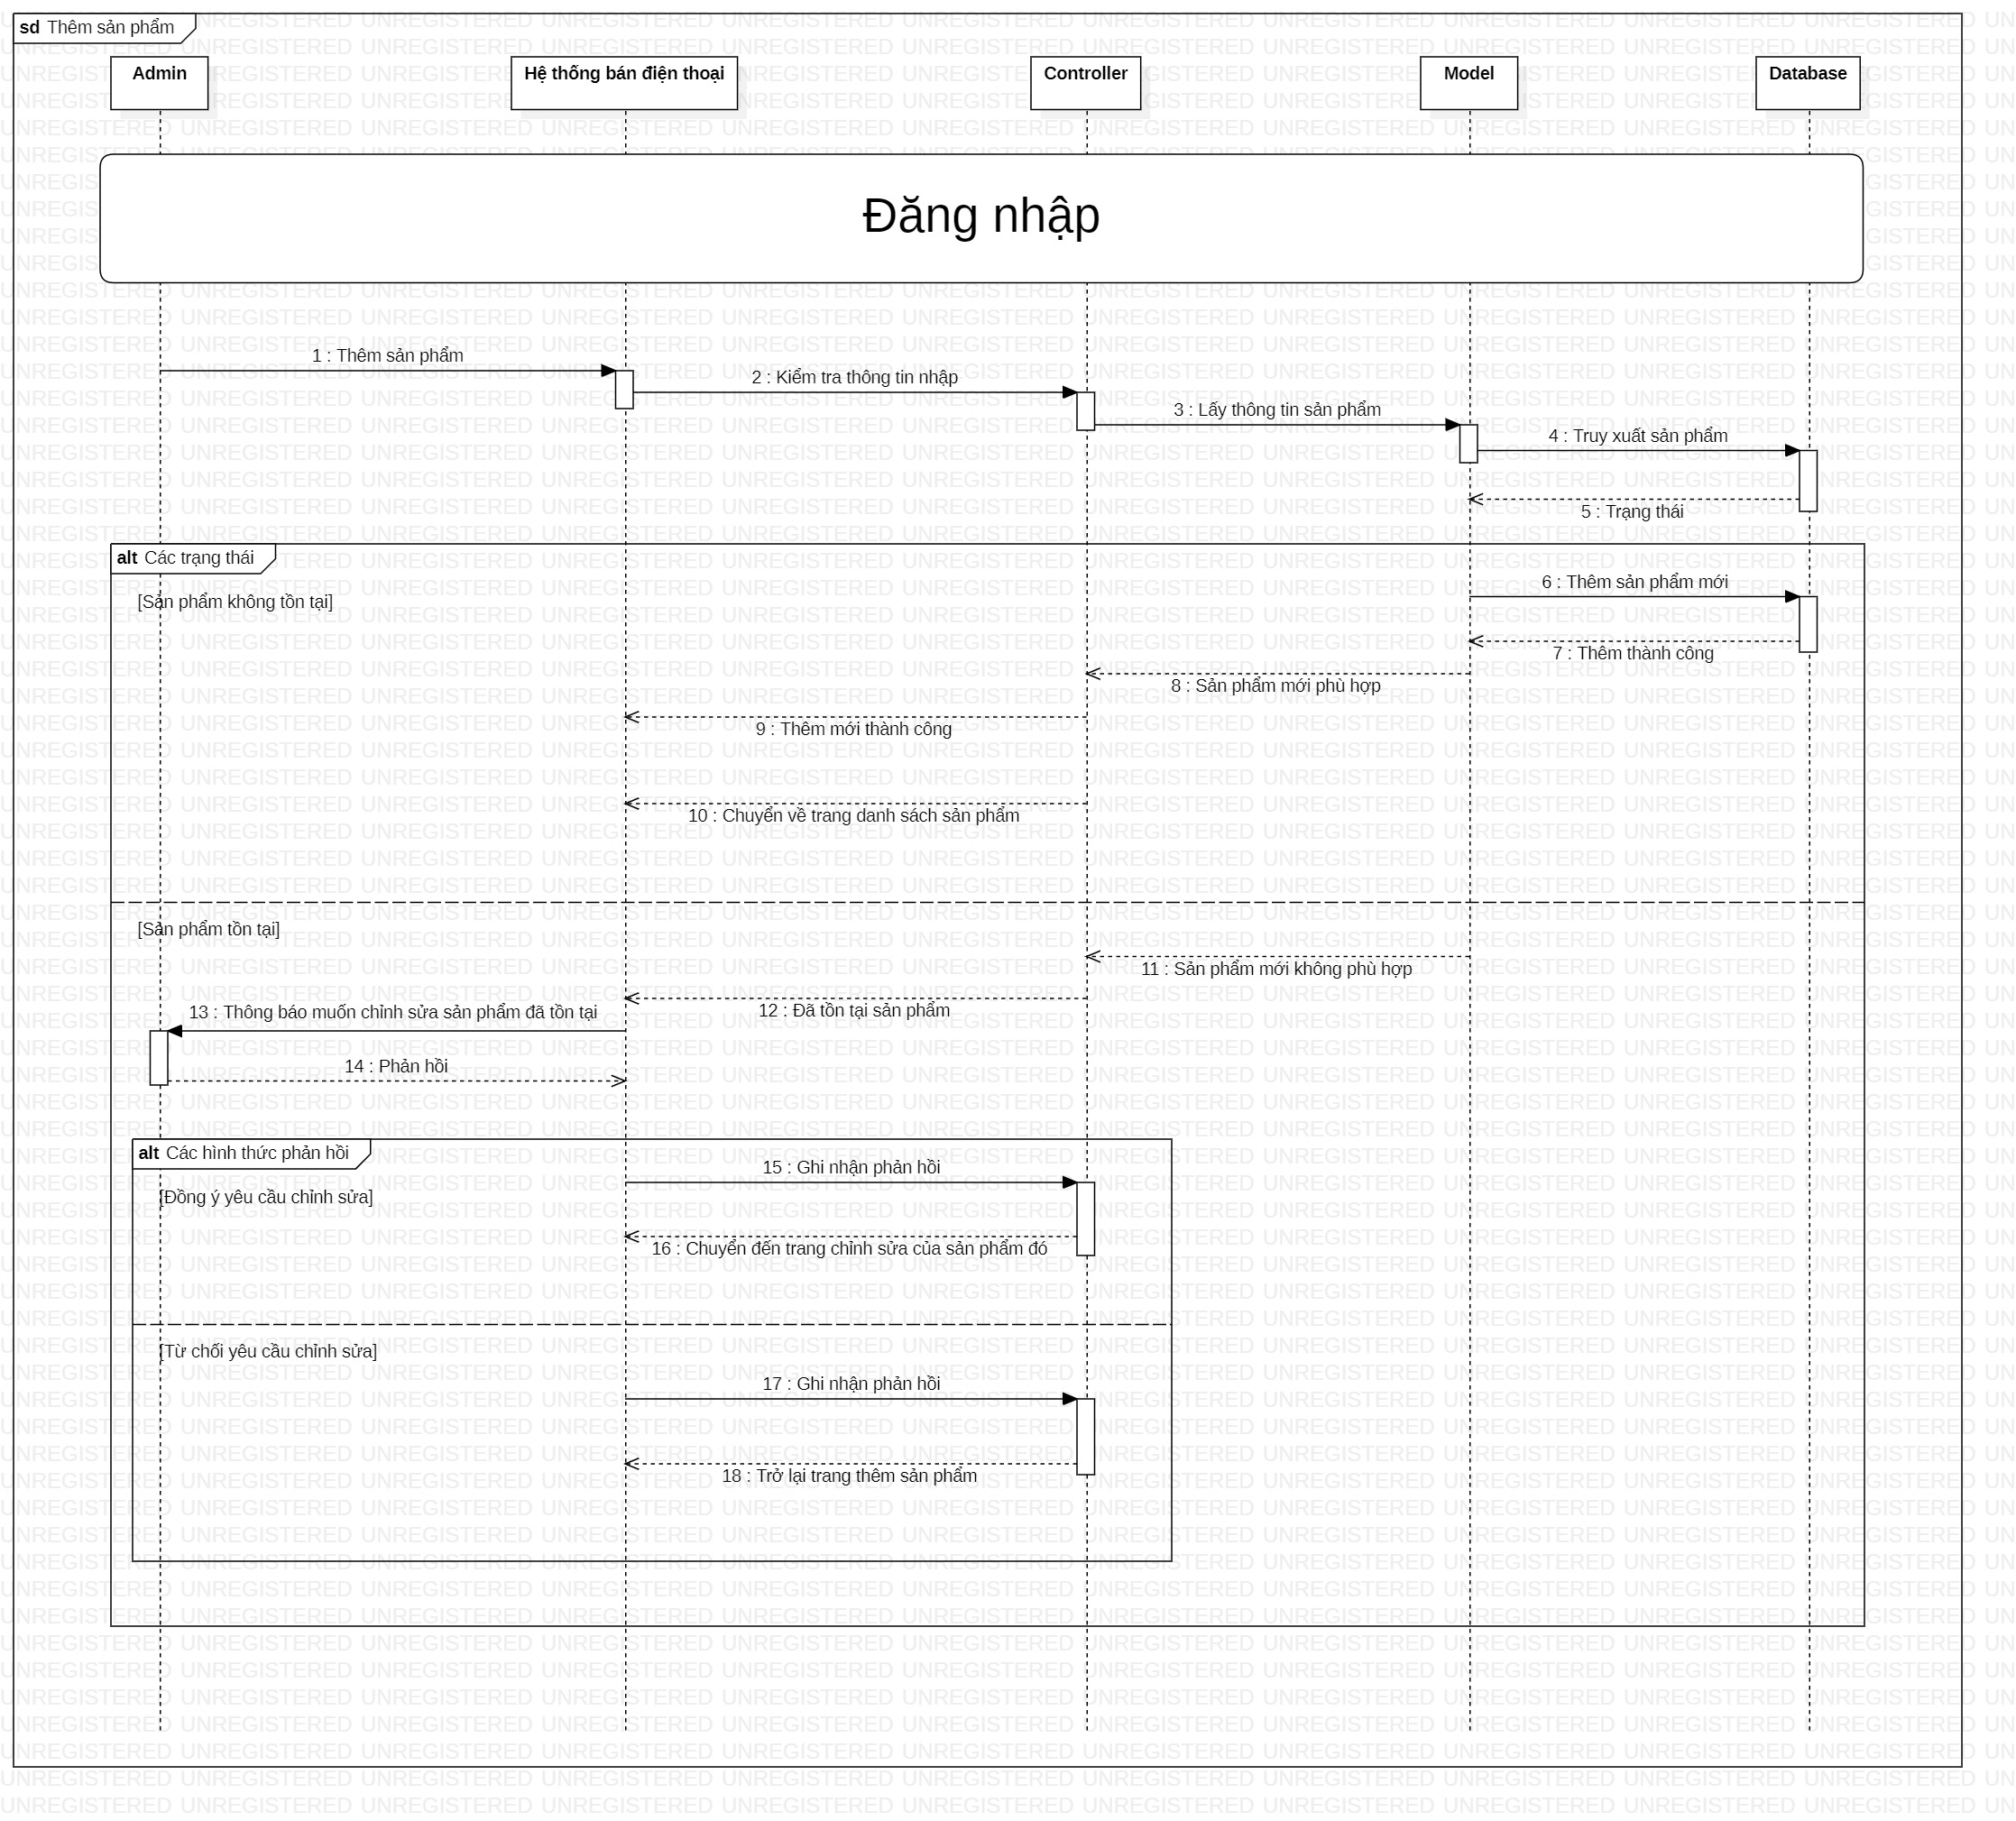 sd Thêm sản phẩm
Admin
Hệ thống bán điện thoại
Controller
Model
Database
Đăng nhập
1 : Thêm sản phẩm
2 : Kiểm tra thông tin nhập
3 : Lấy thông tin sản phẩm
4 : Truy xuất sản phẩm
5 : Trạng thái
alt Các trạng thái
6 : Thêm sản phẩm mới
[Sản phẩm không tồn tại]
7 : Thêm thành công
8 : Sản phẩm mới phù hợp
9 : Thêm mới thành công
10 : Chuyển về trang danh sách sản phẩm
[Sản phẩm tồn tại]
11 : Sản phẩm mới không phù hợp
12 : Đã tồn tại sản phẩm
13 : Thông báo muốn chỉnh sửa sản phẩm đã tồn tại
14 : Phản hồi
alt Các hình thức phản hồi
15 : Ghi nhận phản hồi
[Đồng ý yêu cầu chỉnh sửa]
16 : Chuyển đến trang chỉnh sửa của sản phẩm đó
[Từ chối yêu cầu chỉnh sửa]
17 : Ghi nhận phản hồi
18 : Trở lại trang thêm sản phẩm
UNREGISTERED